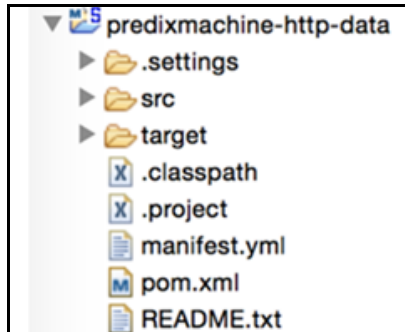 predixmachine-http-data
.settings
src
target
.classpath
.project
manifest.yml
pom.xml
README.txt